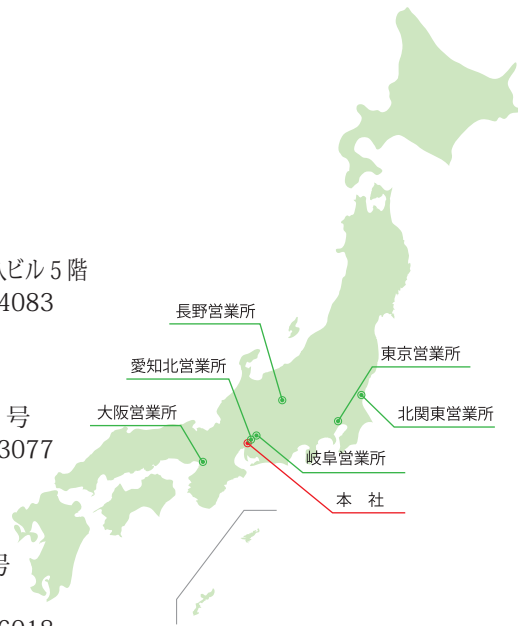 ビル 5 階
4083
長野営業所
東京営業所
愛知北営業所
大阪営業所
北関東営業所
号
3077
岐阜営業所
本　社
号
6018